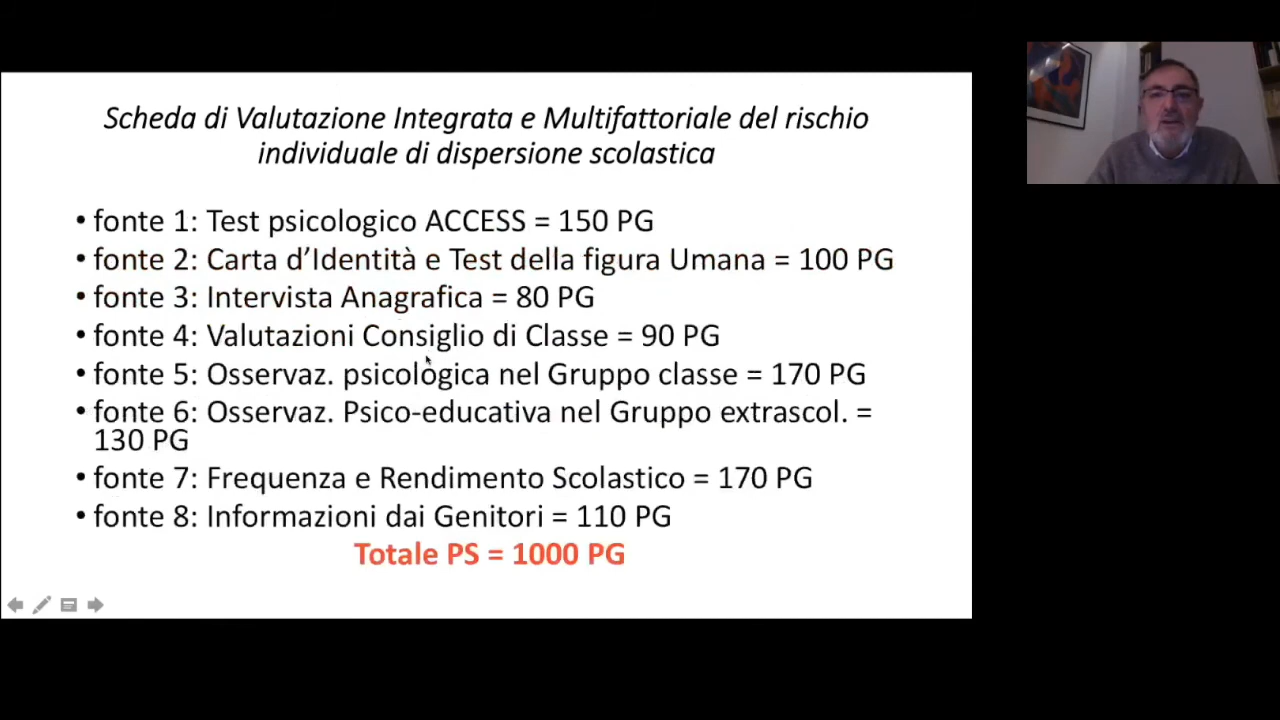 Scheda di Valutazione Integrata e Multifattoriale del rischio
individuale di dispersione scolastica
• fonte 1: Test psicologico ACCESS = 150 PG
• fonte 2: Carta d’Identità e Test della figura Umana = 100 PG
• fonte 3: Intervista Anagrafica = 80 PG
• fonte 4: Valutazioni Consiglio di Classe = 90 PG
• fonte 5: Osservaz. psicologica nel Gruppo classe = 170 PG
• fonte 6: Osservaz. Psico-educativa nel Gruppo extrascol. =
130 PG
• fonte 7: Frequenza e Rendimento Scolastico = 170 PG
• fonte 8: Informazioni dai Genitori = 110 PG
Totale PS = 1000 PG